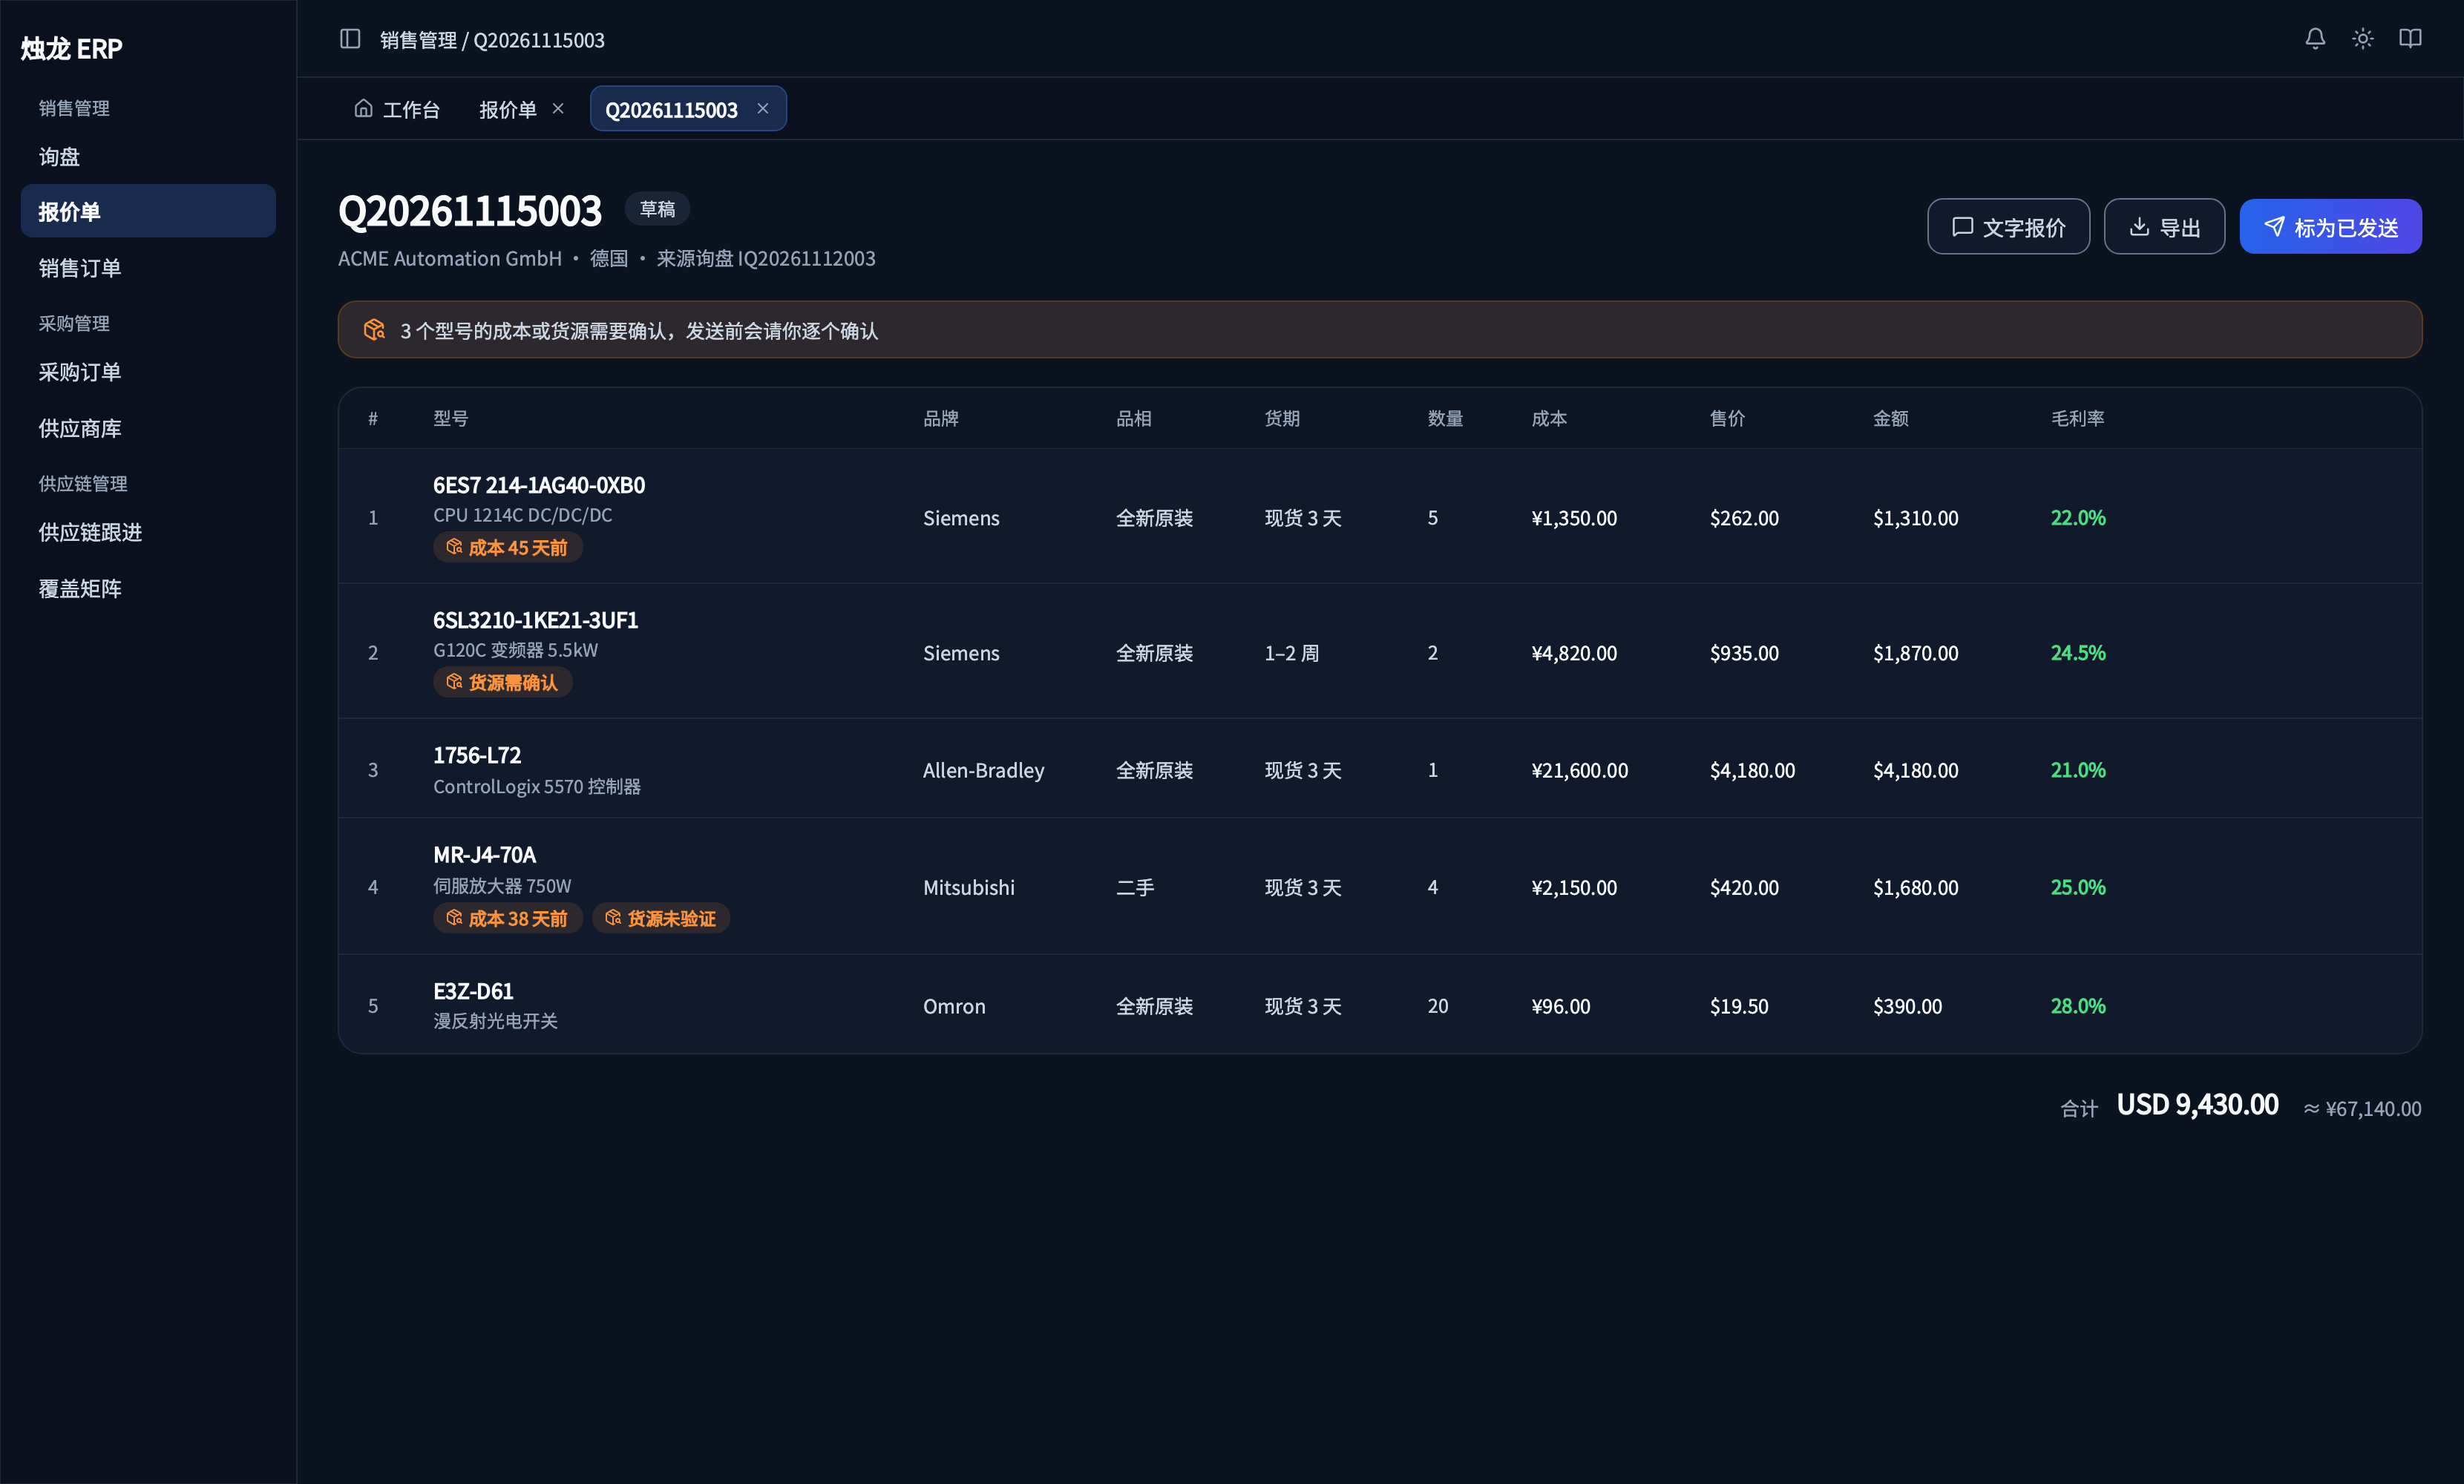 烛龙 ERP
销售管理
询盘
报价单
销售订单
采购管理
采购订单
供应商库
供应链管理
供应链跟进
覆盖矩阵
销售管理 / Q20261115003
工作台 报价单 Q20261115003
Q20261115003 草稿
ACME Automation GmbH • 德国 • 来源询盘 IQ20261112003
文字报价 导出 标为已发送
3 个型号的成本或货源需要确认，发送前会请你逐个确认
# 型号 品牌 品相 货期 数量 成本 售价 金额 毛利率
6ES7 214-1AG40-0XB0
CPU 1214C DC/DC/DC
1 Siemens 全新原装 现货 3 天 5 ¥1,350.00 $262.00 $1,310.00 22.0%
成本 45 天前
6SL3210-1KE21-3UF1
G120C 变频器 5.5kW
2 Siemens 全新原装 1–2 周 2 ¥4,820.00 $935.00 $1,870.00 24.5%
货源需确认
1756-L72
3 Allen-Bradley 全新原装 现货 3 天 1 ¥21,600.00 $4,180.00 $4,180.00 21.0%
ControlLogix 5570 控制器
MR-J4-70A
伺服放大器 750W
4 Mitsubishi 二手 现货 3 天 4 ¥2,150.00 $420.00 $1,680.00 25.0%
成本 38 天前 货源未验证
E3Z-D61
5 Omron 全新原装 现货 3 天 20 ¥96.00 $19.50 $390.00 28.0%
漫反射光电开关
合计 USD 9,430.00 ≈ ¥67,140.00